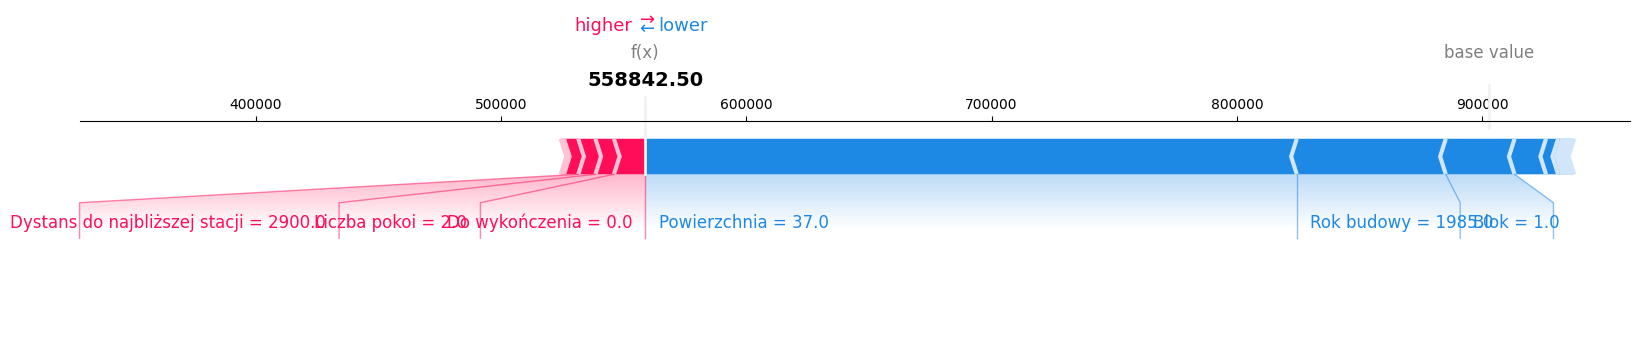 higher ⇄ lower
f(x)
base value
558842.50
400000
500000
600000
700000
800000
900000
Dystans do najbliższej stacji = 2900.0
Liczba pokoi = 2.0
Do wykończenia = 0.0
Powierzchnia = 37.0
Rok budowy = 1985.0
Blok = 1.0